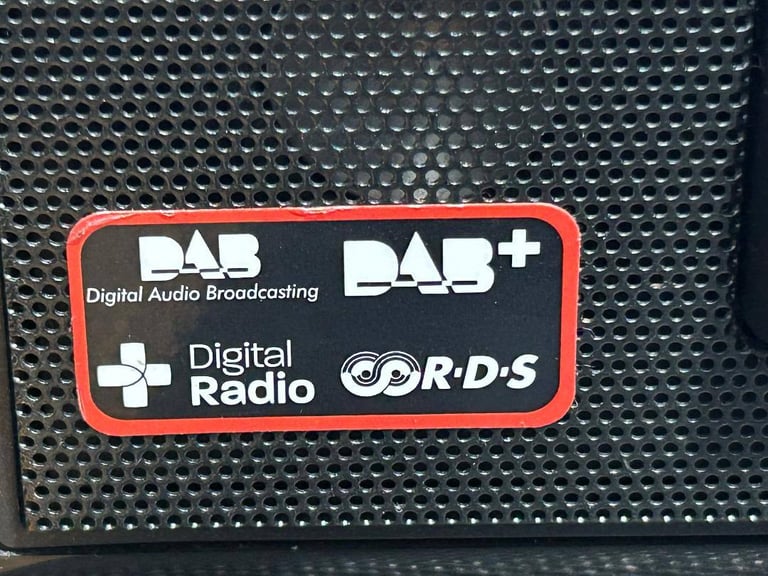 DAB
Digital Audio Broadcasting
DAB+
Digital
Radio
R·D·S